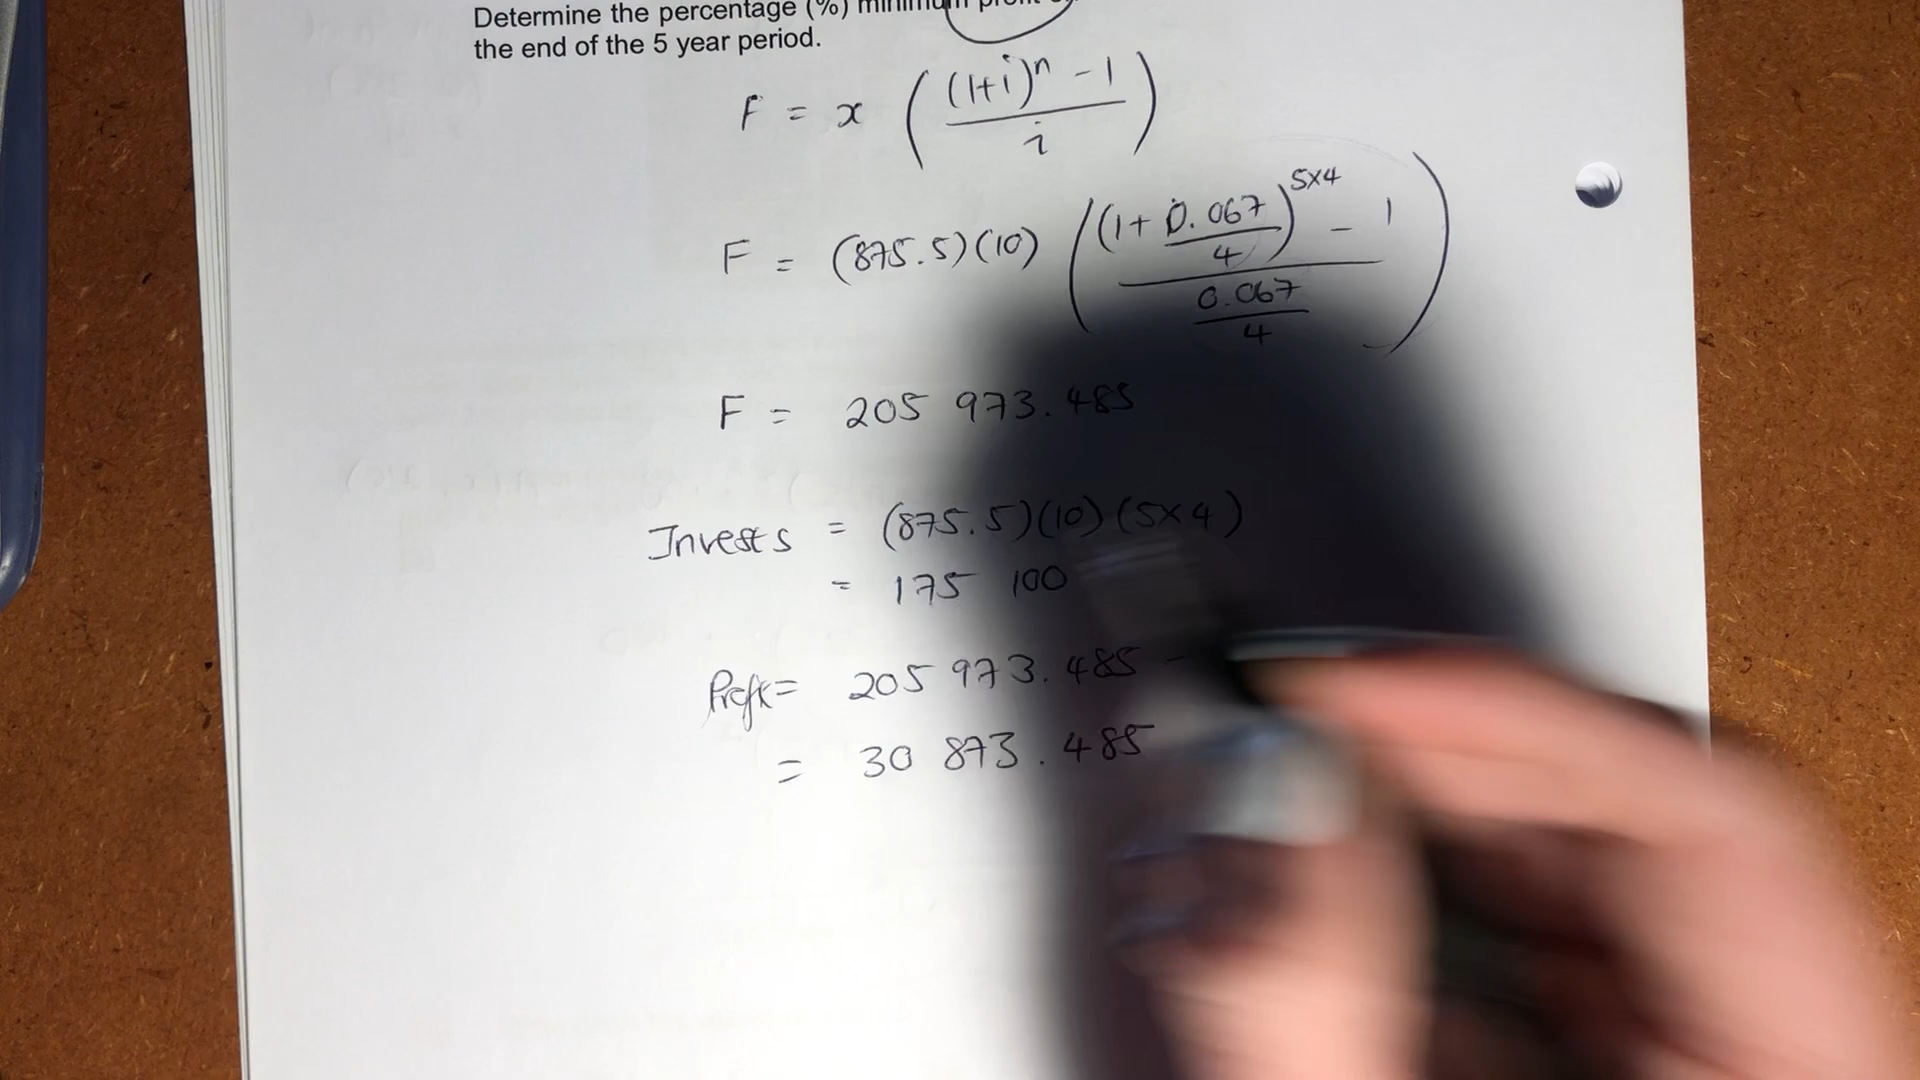 Determine the percentage (%) minimum profit
the end of the 5 year period.
F = x ( ((1+i)^n - 1) / i )
F = (875.5)(10) ( ((1+ 0.067/4)^5x4 - 1) / (0.067/4) )
F = 205 973.485
Invests = (875.5)(10)(5x4)
= 175 100
Profit = 205 973.485 -
= 30 873.485